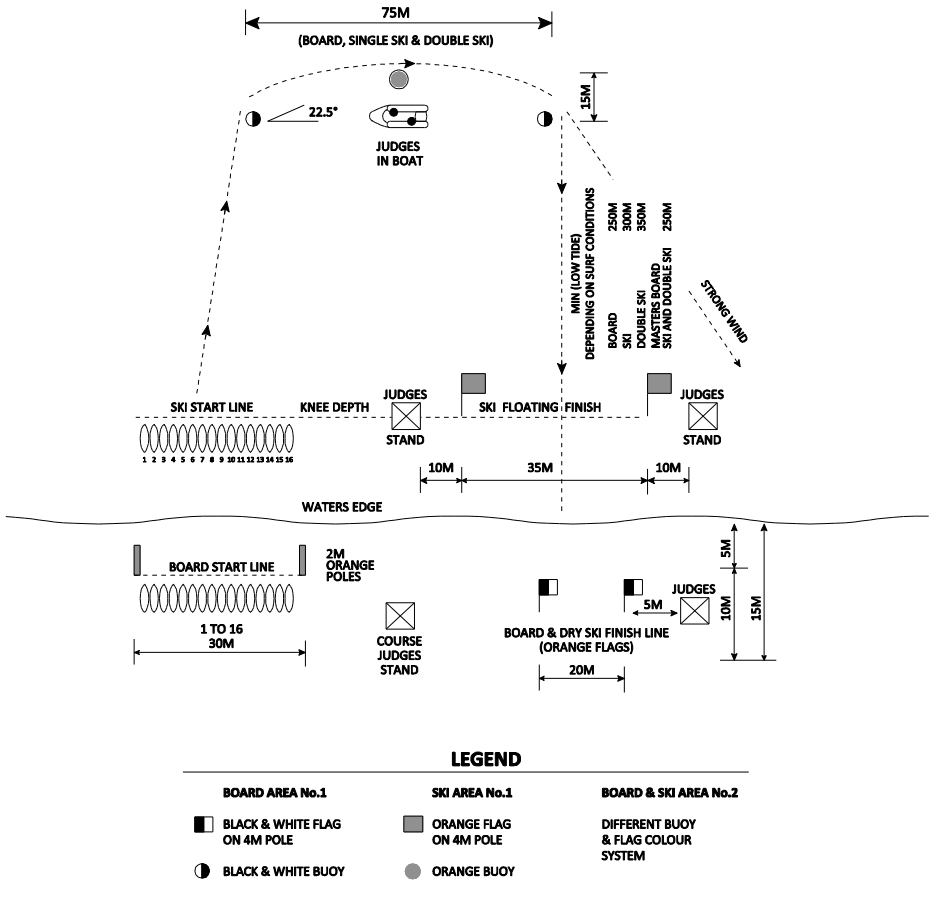 75M
(BOARD, SINGLE SKI & DOUBLE SKI)
15M
22.5°
JUDGES
IN BOAT
MIN (LOW TIDE)
DEPENDING ON SURF CONDITIONS
BOARD 250M
SKI 300M
DOUBLE SKI 350M
MASTERS BOARD
SKI AND DOUBLE SKI 250M
STRONG WIND
SKI START LINE
KNEE DEPTH
JUDGES
STAND
SKI FLOATING FINISH
JUDGES
STAND
1 2 3 4 5 6 7 8 9 10 11 12 13 14 15 16
10M
35M
10M
WATERS EDGE
BOARD START LINE
2M
ORANGE
POLES
1 TO 16
30M
COURSE
JUDGES
STAND
5M
JUDGES
BOARD & DRY SKI FINISH LINE
(ORANGE FLAGS)
20M
5M
10M
15M
LEGEND
BOARD AREA No.1
BLACK & WHITE FLAG
ON 4M POLE
BLACK & WHITE BUOY
SKI AREA No.1
ORANGE FLAG
ON 4M POLE
ORANGE BUOY
BOARD & SKI AREA No.2
DIFFERENT BUOY
& FLAG COLOUR
SYSTEM